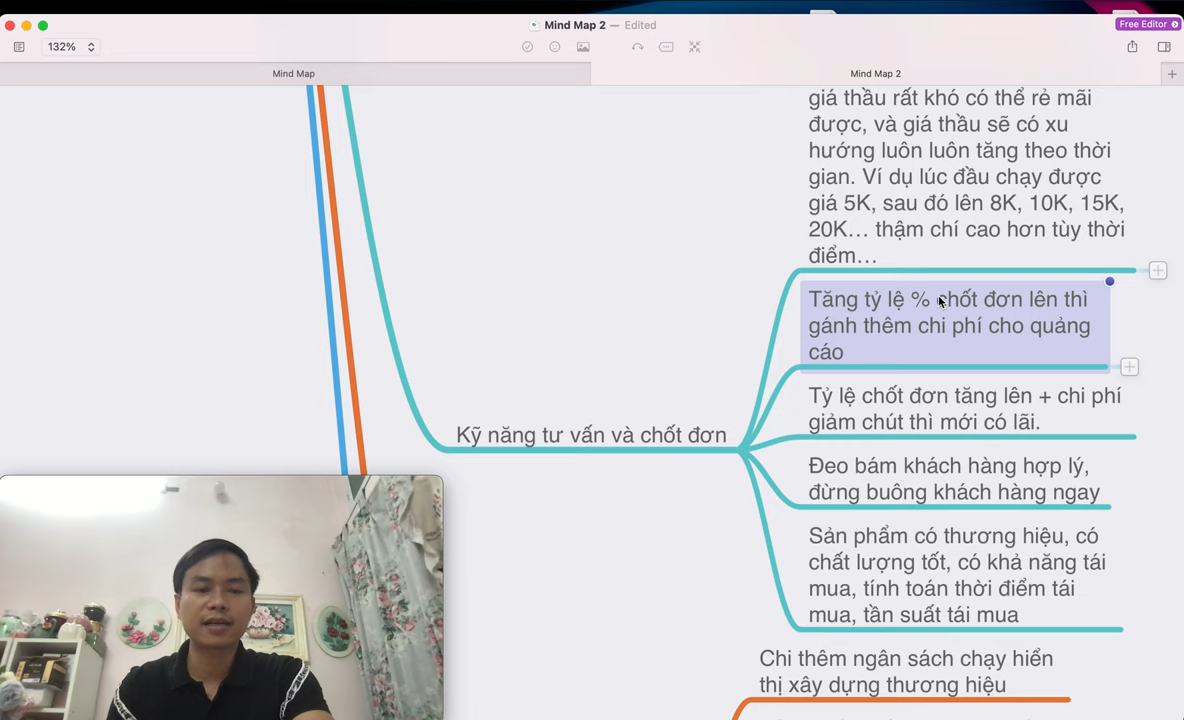 Mind Map 2 — Edited
Free Editor
132%
Mind Map
Mind Map 2
giá thầu rất khó có thể rẻ mãi
được, và giá thầu sẽ có xu
hướng luôn luôn tăng theo thời
gian. Ví dụ lúc đầu chạy được
giá 5K, sau đó lên 8K, 10K, 15K,
20K… thậm chí cao hơn tùy thời
điểm…
Tăng tỷ lệ % chốt đơn lên thì
gánh thêm chi phí cho quảng
cáo
Tỷ lệ chốt đơn tăng lên + chi phí
giảm chút thì mới có lãi.
Kỹ năng tư vấn và chốt đơn
Đeo bám khách hàng hợp lý,
đừng buông khách hàng ngay
Sản phẩm có thương hiệu, có
chất lượng tốt, có khả năng tái
mua, tính toán thời điểm tái
mua, tần suất tái mua
Chi thêm ngân sách chạy hiển
thị xây dựng thương hiệu